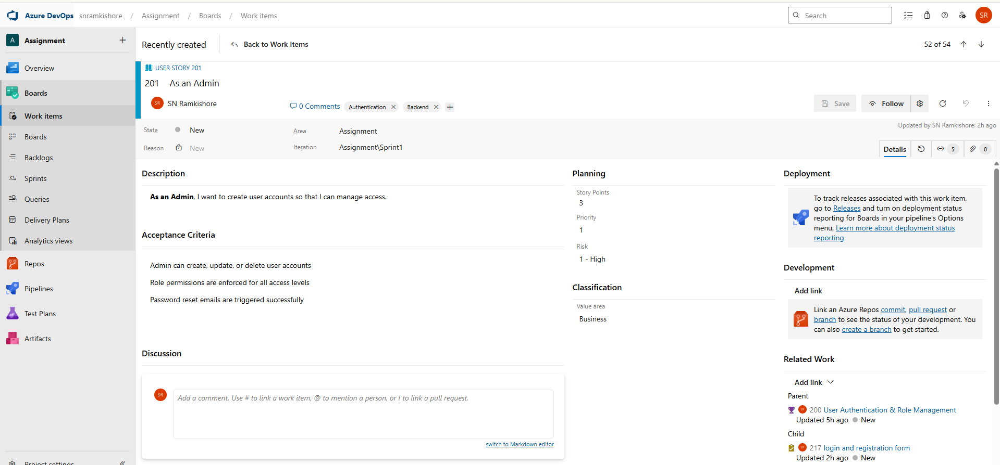 Azure DevOps snramkishore / Assignment / Boards / Work items
Search
SR
A Assignment
Recently created
Back to Work Items
52 of 54
Overview
Boards
Work items
Boards
Backlogs
Sprints
Queries
Delivery Plans
Analytics views
Repos
Pipelines
Test Plans
Artifacts
Project settings
USER STORY 201
201 As an Admin
SR SN Ramkishore
0 Comments
Authentication
Backend
Save
Follow
State New
Area Assignment
Updated by SN Ramkishore: 2h ago
Reason New
Iteration Assignment\Sprint1
Details
5
0
Description
As an Admin, I want to create user accounts so that I can manage access.
Acceptance Criteria
Admin can create, update, or delete user accounts
Role permissions are enforced for all access levels
Password reset emails are triggered successfully
Discussion
SR
Add a comment. Use # to link a work item, @ to mention a person, or ! to link a pull request.
switch to Markdown editor
Planning
Story Points
3
Priority
1
Risk
1 - High
Classification
Value area
Business
Deployment
To track releases associated with this work item,
go to Releases and turn on deployment status
reporting for Boards in your pipeline's Options
menu. Learn more about deployment status
reporting
Development
Add link
Link an Azure Repos commit, pull request or
branch to see the status of your development. You
can also create a branch to get started.
Related Work
Add link
Parent
SR 200 User Authentication & Role Management
Updated 5h ago New
Child
SR 217 login and registration form
Updated 2h ago New